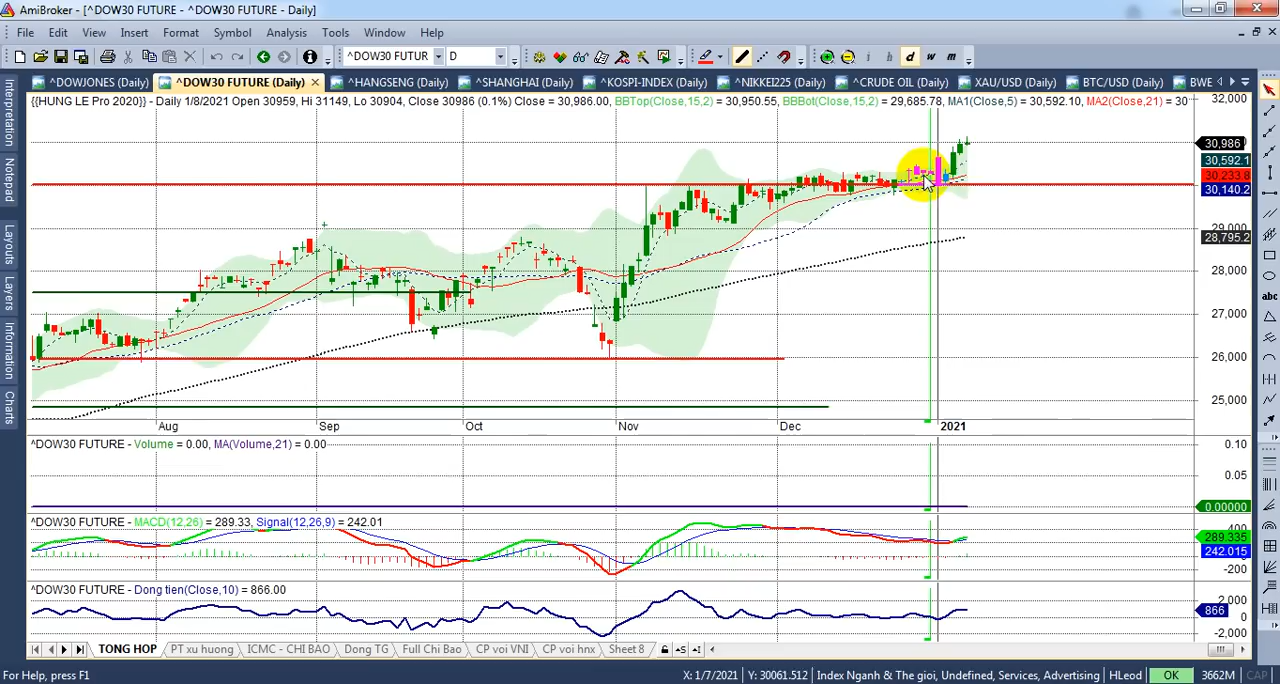 AmiBroker - [^DOW30 FUTURE - Daily]
File Edit View Insert Format Symbol Analysis Tools Window Help
^DOW30 FUTUR D i h d w m
^DOWJONES (Daily) ^DOW30 FUTURE (Daily) ^HANGSENG (Daily) ^SHANGHAI (Daily) ^KOSPI-INDEX (Daily) ^NIKKEI225 (Daily) ^CRUDE OIL (Daily) XAU/USD (Daily) BTC/USD (Daily) BWE
Interpretation
Notepad
Layouts
Layers
Information
Charts
{{HUNG LE Pro 2020}} - Daily 1/8/2021 Open 30959, Hi 31149, Lo 30904, Close 30986 (0.1%) Close = 30,986.00, BBTop(Close,15,2) = 30,950.55, BBBot(Close,15,2) = 29,685.78, MA1(Close,5) = 30,592.10, MA2(Close,21) = 30
32,000
30,986
30,592.1
30,233.8
30,140.2
29,000
28,795.2
28,000
27,000
26,000
25,000
Aug Sep Oct Nov Dec 2021
^DOW30 FUTURE - Volume = 0.00, MA(Volume,21) = 0.00
0.10
0.05
0.00000
^DOW30 FUTURE - MACD(12,26) = 289.33, Signal(12,26,9) = 242.01
400
289.335
242.015
-200
^DOW30 FUTURE - Dong tien(Close,10) = 866.00
2,000
866
0
-2,000
TONG HOP PT xu huong ICMC - CHI BAO Dong TG Full Chi Bao CP voi VNI CP voi hnx Sheet 8
For Help, press F1 X: 1/7/2021 Y: 30061.512 Index Nganh & The gioi, Undefined, Services, Advertising HLeod OK 3662M CAP
abc